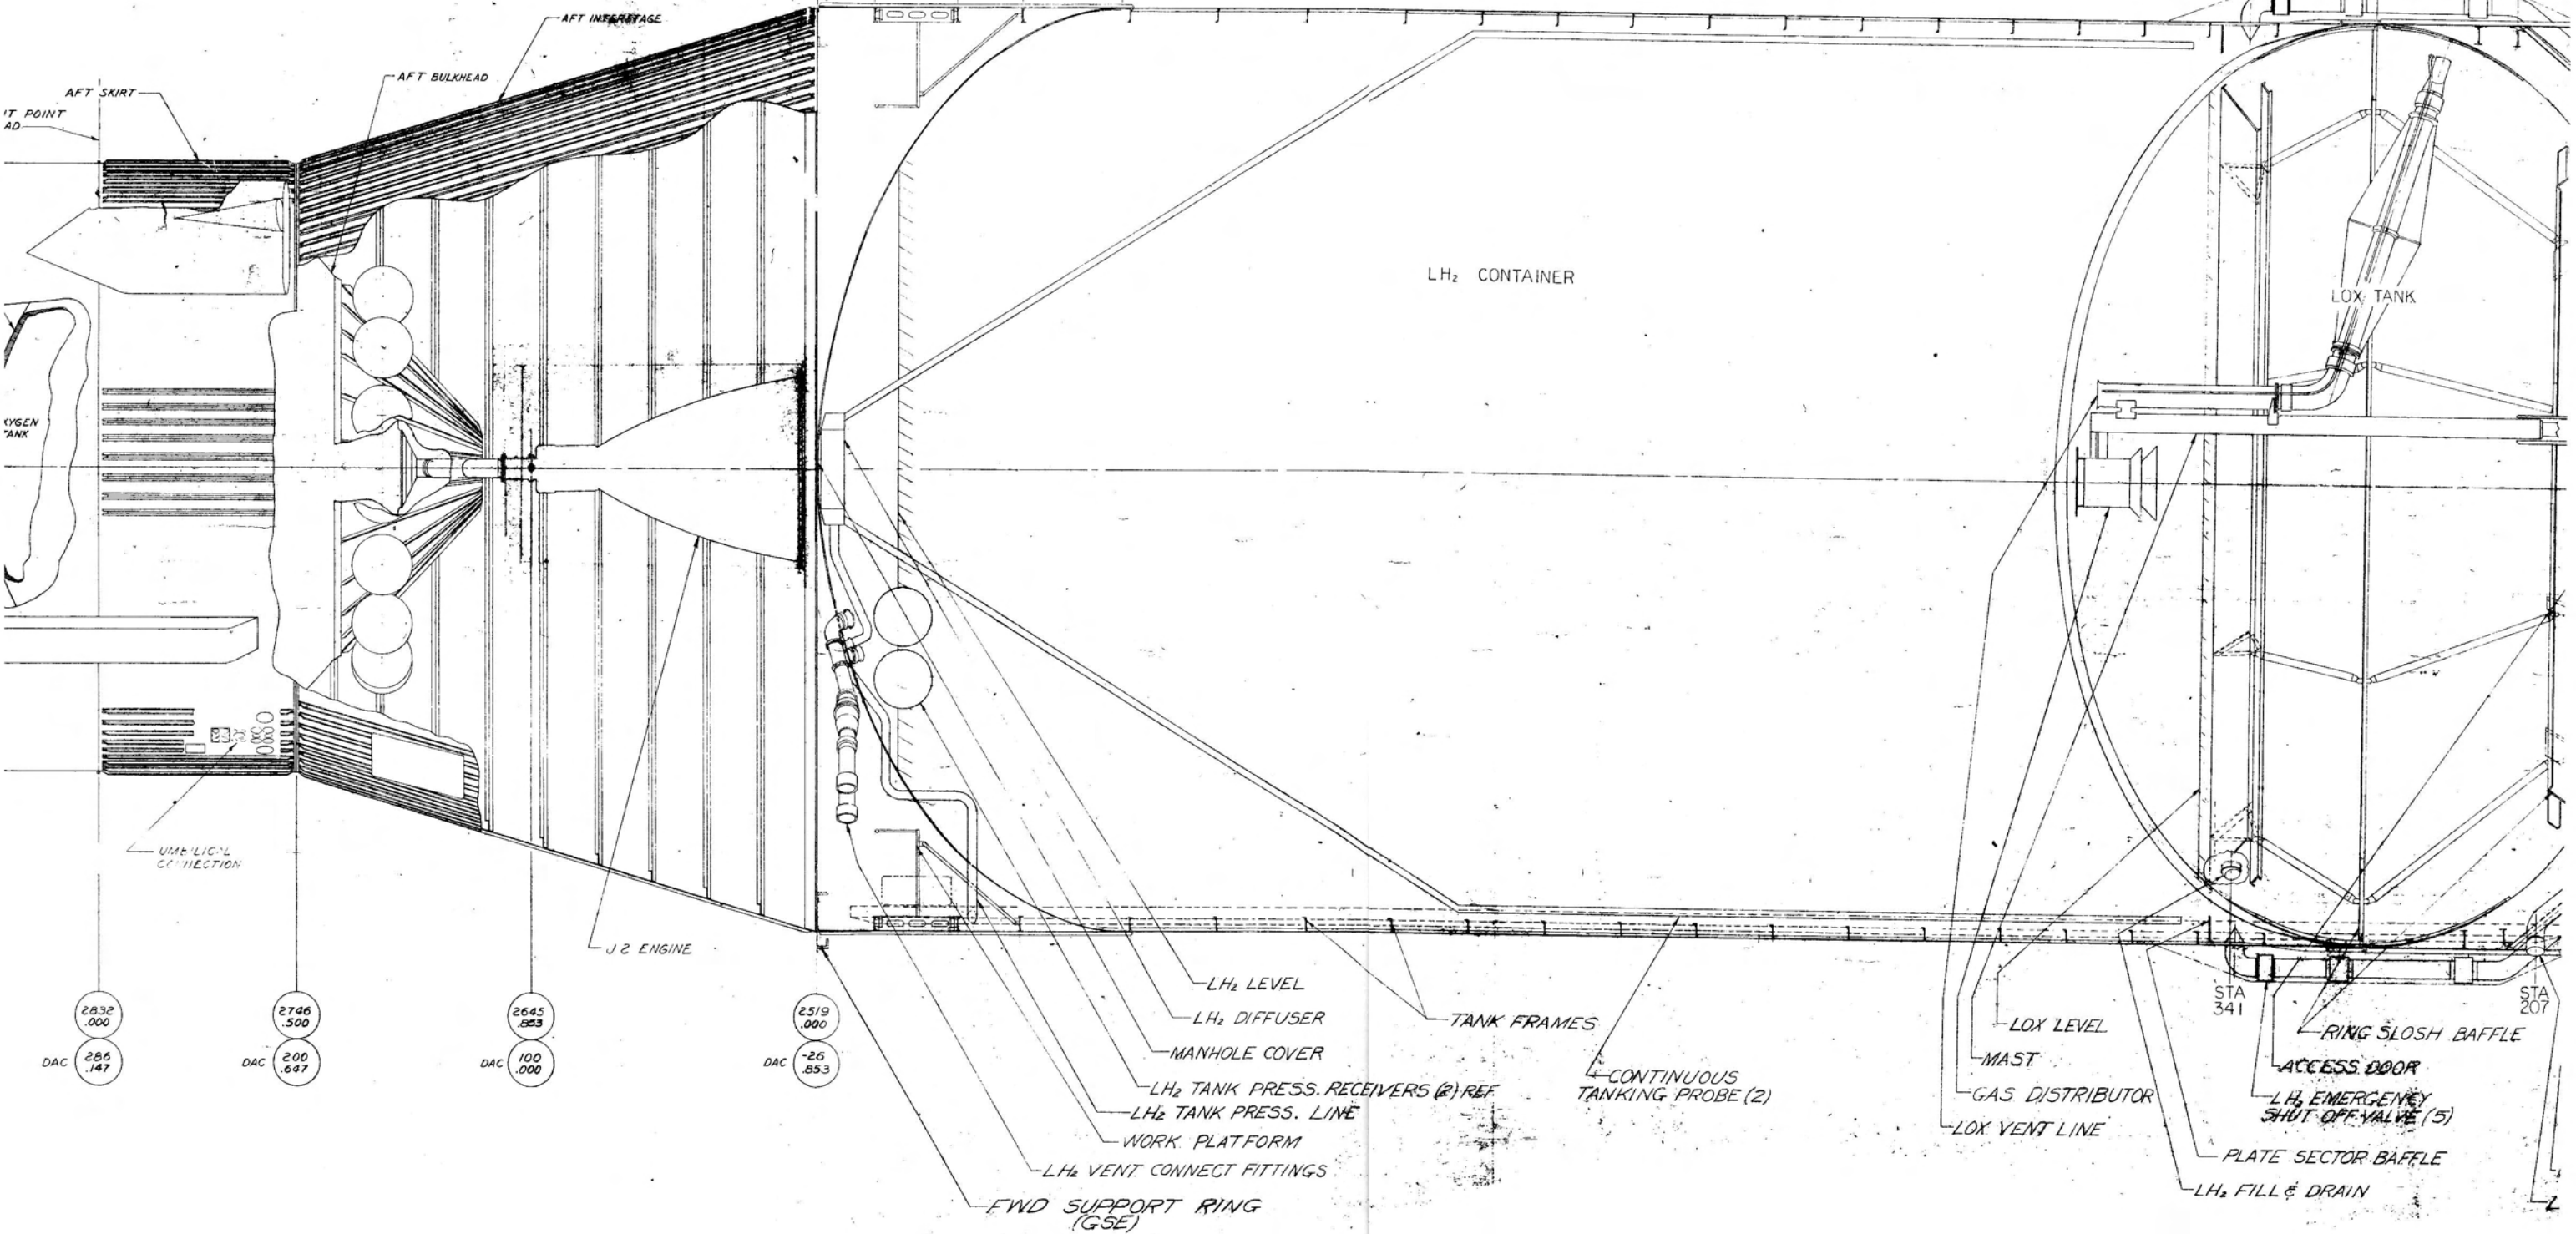 AFT INTERSTAGE
AFT BULKHEAD
AFT SKIRT
IT POINT
AD
XYGEN
TANK
LH₂ CONTAINER
LOX TANK
UMBILICAL
CONNECTION
J 2 ENGINE
2832
.000
DAC 286
.147
2746
.500
DAC 200
.647
2645
.853
DAC 100
.000
2519
.000
DAC -26
.853
LH₂ LEVEL
LH₂ DIFFUSER
MANHOLE COVER
LH₂ TANK PRESS. RECEIVERS (2) REF
LH₂ TANK PRESS. LINE
WORK PLATFORM
LH₂ VENT CONNECT FITTINGS
FWD SUPPORT RING
(GSE)
TANK FRAMES
CONTINUOUS
TANKING PROBE (2)
LOX LEVEL
MAST
GAS DISTRIBUTOR
LOX VENT LINE
STA
341
STA
207
RING SLOSH BAFFLE
ACCESS DOOR
LH₂ EMERGENCY
SHUT OFF VALVE (5)
PLATE SECTOR BAFFLE
LH₂ FILL & DRAIN